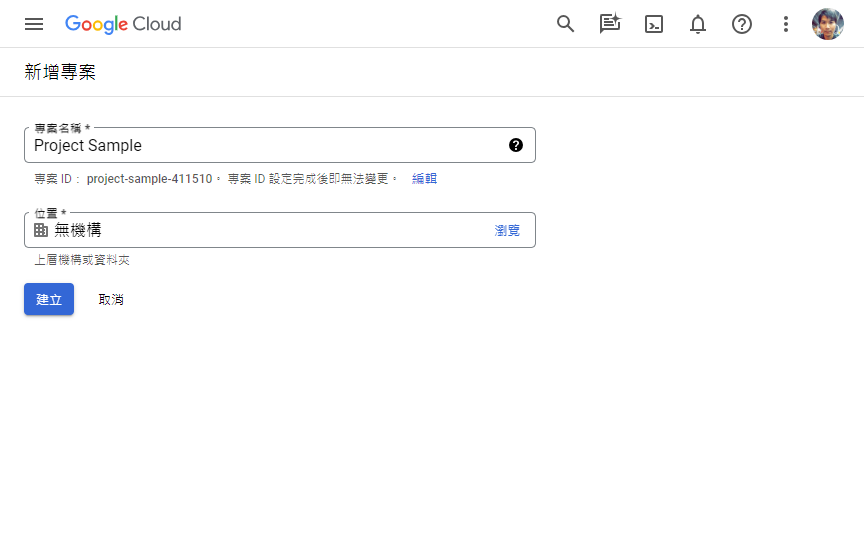 Google Cloud
新增專案
專案名稱 *
Project Sample
專案 ID： project-sample-411510。 專案 ID 設定完成後即無法變更。 編輯
位置 *
無機構 瀏覽
上層機構或資料夾
建立 取消